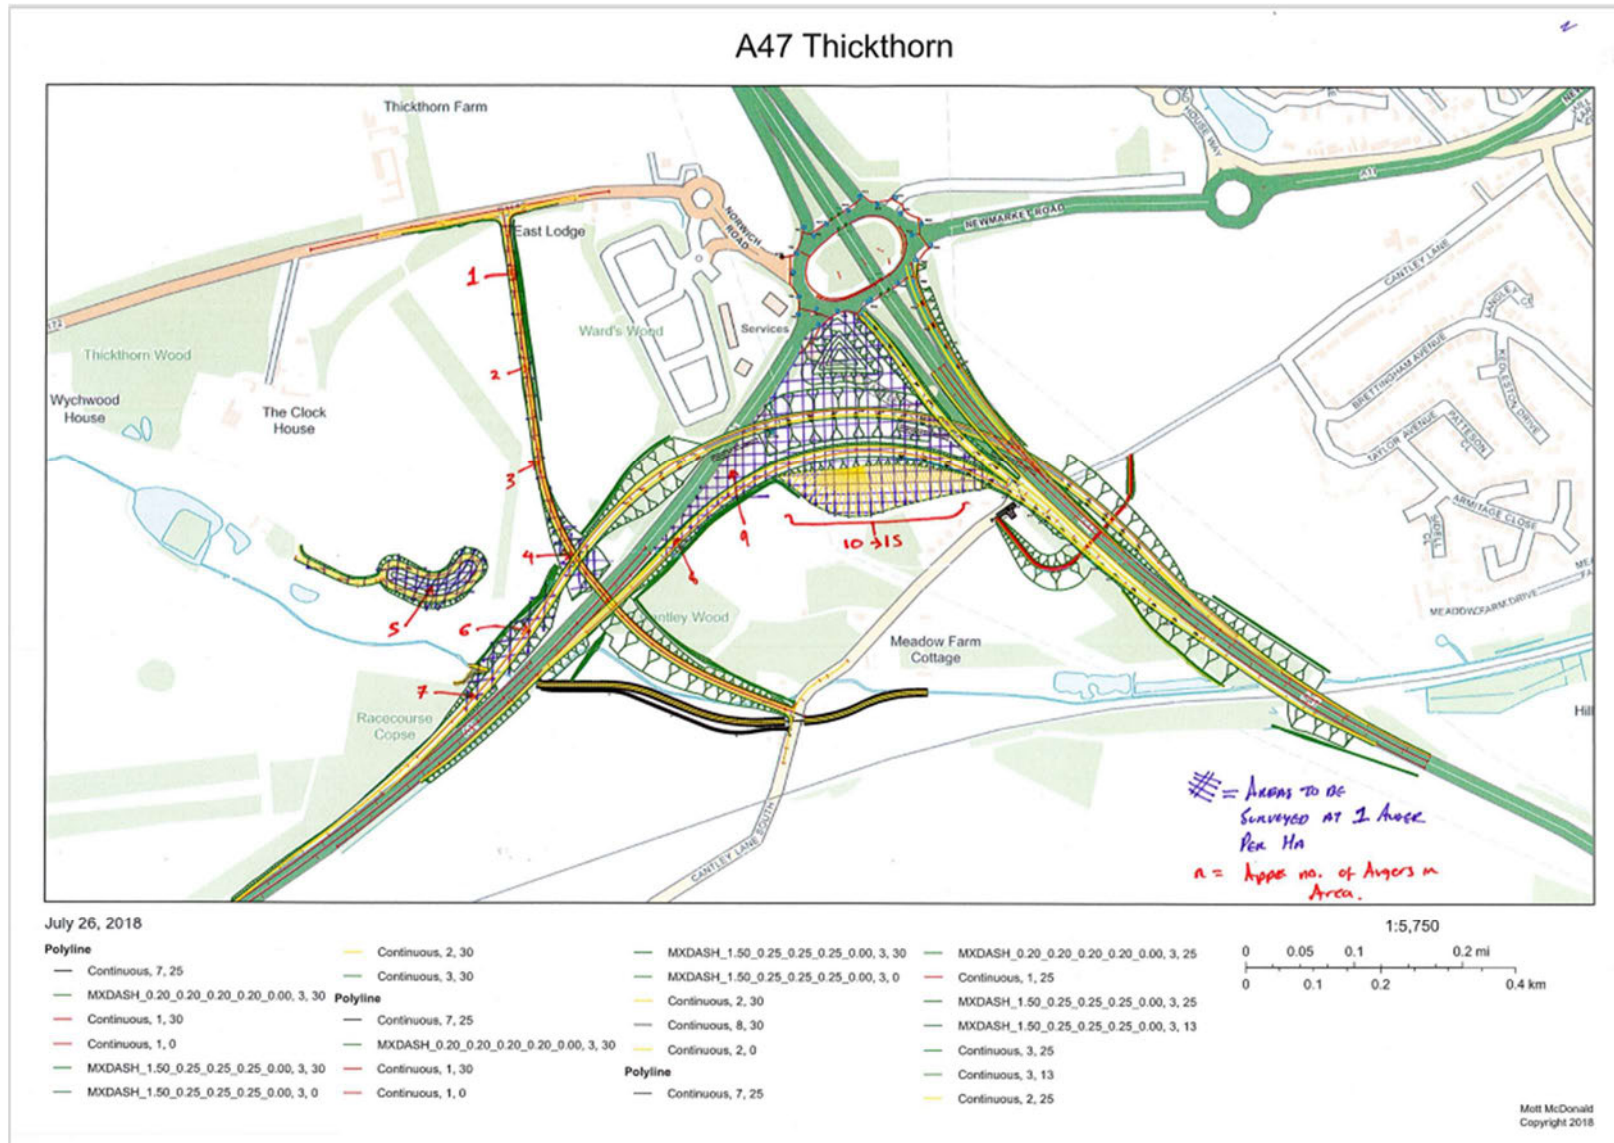 A47 Thickthorn
Thickthorn Farm
HOUSE WAY
A11
NEWMARKET ROAD
NORWICH
ROAD
East Lodge
1
CANTLEY LANE
Ward's Wood
Services
Thickthorn Wood
BRETTINGHAM AVENUE
KEDLESTON DRIVE
Wychwood
House
The Clock
House
2
TAYLOR AVENUE
PATTESON
CL
3
ARMITAGE CLOSE
9
10→15
4
8
5
6
MEADOW FARM DRIVE
Meadow Farm
Cottage
7
Racecourse
Copse
Hill
CANTLEY LANE SOUTH
= AREAS TO BE
SURVEYED AT 1 AUGER
PER HA
n = Appx no. of Augers in
Area.
July 26, 2018
1:5,750
Polyline
Continuous, 7, 25
MXDASH_0.20_0.20_0.20_0.20_0.00, 3, 30
Continuous, 1, 30
Continuous, 1, 0
MXDASH_1.50_0.25_0.25_0.25_0.00, 3, 30
MXDASH_1.50_0.25_0.25_0.25_0.00, 3, 0
Continuous, 2, 30
Continuous, 3, 30
Polyline
Continuous, 7, 25
MXDASH_0.20_0.20_0.20_0.20_0.00, 3, 30
Continuous, 1, 30
Continuous, 1, 0
MXDASH_1.50_0.25_0.25_0.25_0.00, 3, 30
MXDASH_1.50_0.25_0.25_0.25_0.00, 3, 0
Continuous, 2, 30
Continuous, 8, 30
Continuous, 2, 0
Polyline
Continuous, 7, 25
MXDASH_0.20_0.20_0.20_0.20_0.00, 3, 25
Continuous, 1, 25
MXDASH_1.50_0.25_0.25_0.25_0.00, 3, 25
MXDASH_1.50_0.25_0.25_0.25_0.00, 3, 13
Continuous, 3, 25
Continuous, 3, 13
Continuous, 2, 25
0 0.05 0.1 0.2 mi
0 0.1 0.2 0.4 km
Mott McDonald
Copyright 2018